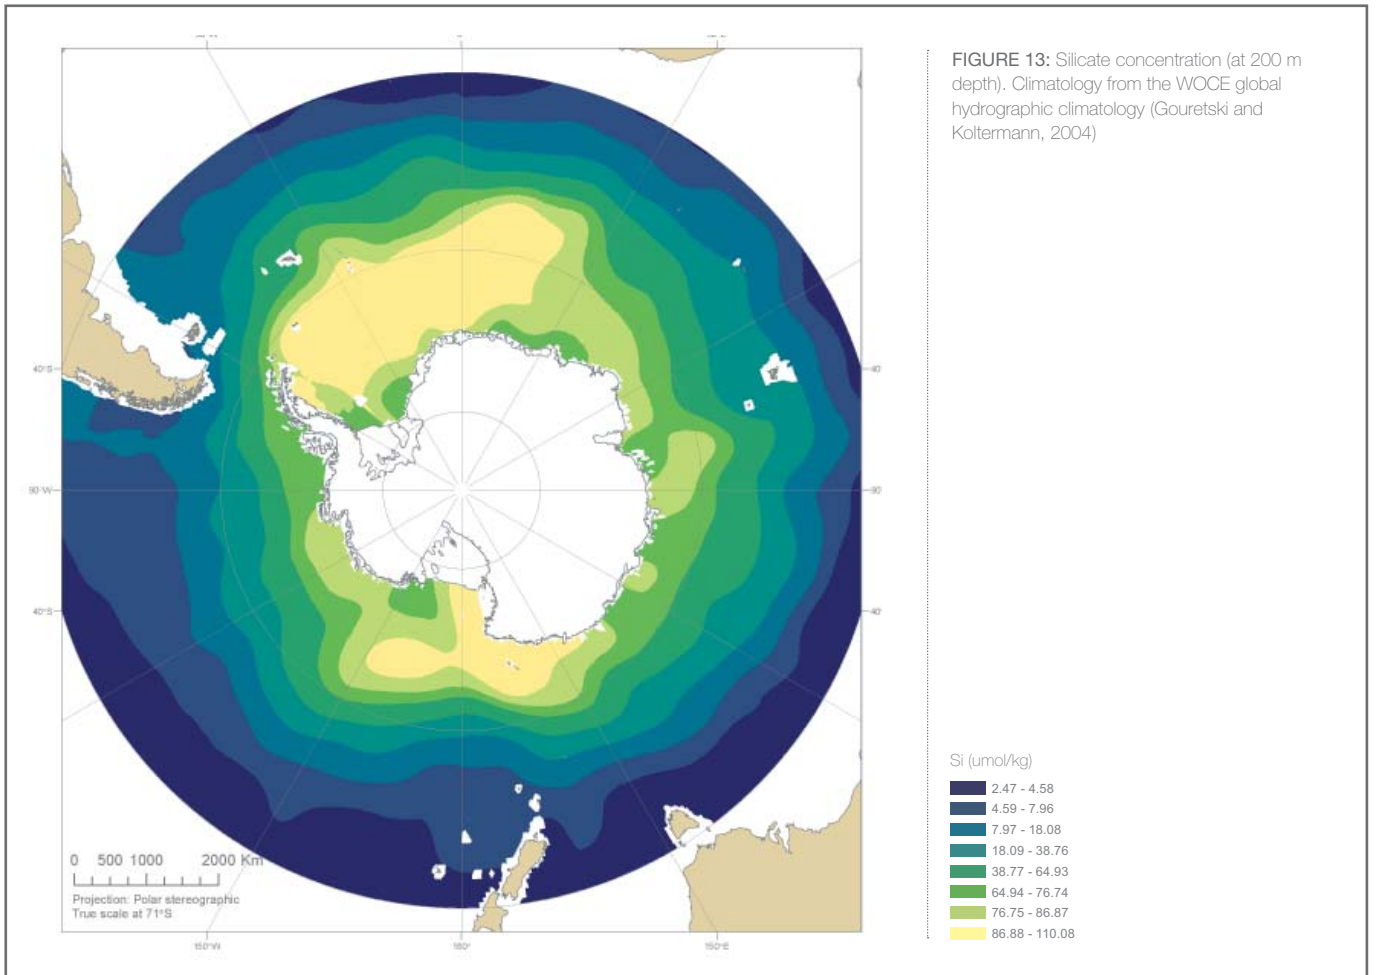 FIGURE 13: Silicate concentration (at 200 m
depth). Climatology from the WOCE global
hydrographic climatology (Gouretski and
Koltermann, 2004)
40°S
40
90°W
90
40°S
40
0 500 1000 2000 Km
Projection: Polar stereographic
True scale at 71°S
150°W
180°
150°E
Si (umol/kg)
2.47 - 4.58
4.59 - 7.96
7.97 - 18.08
18.09 - 38.76
38.77 - 64.93
64.94 - 76.74
76.75 - 86.87
86.88 - 110.08